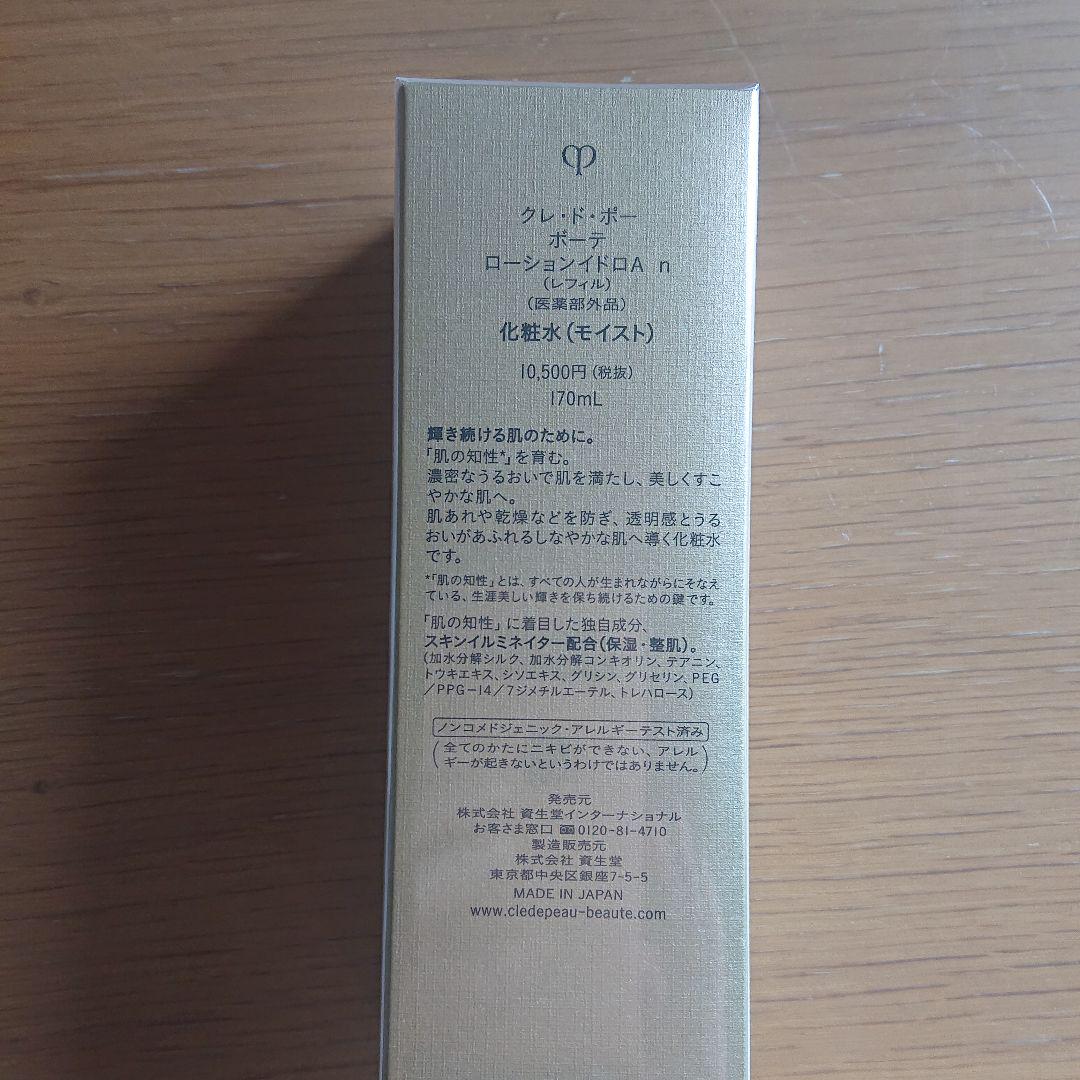 クレ・ド・ポー
ボーテ
ローションイドロA n
(レフィル)
(医薬部外品)
化粧水(モイスト)
10,500円(税抜)
170mL
輝き続ける肌のために。
「肌の知性*」を育む。
濃密なうるおいで肌を満たし、美しくすこ
やかな肌へ。
肌あれや乾燥などを防ぎ、透明感とうる
おいがあふれるしなやかな肌へ導く化粧水
です。
*「肌の知性」とは、すべての人が生まれながらにそなえ
ている、生涯美しい輝きを保ち続けるための鍵です。
「肌の知性」に着目した独自成分、
スキンイルミネイター配合(保湿・整肌)。
(加水分解シルク、加水分解コンキオリン、テアニン、
トウキエキス、シソエキス、グリシン、グリセリン、PEG
/PPG-14/7ジメチルエーテル、トレハロース)
ノンコメドジェニック・アレルギーテスト済み
(全てのかたにニキビができない、アレル
ギーが起きないというわけではありません。)
発売元
株式会社 資生堂インターナショナル
お客さま窓口 0120-81-4710
製造販売元
株式会社 資生堂
東京都中央区銀座7-5-5
MADE IN JAPAN
www.cledepeau-beaute.com